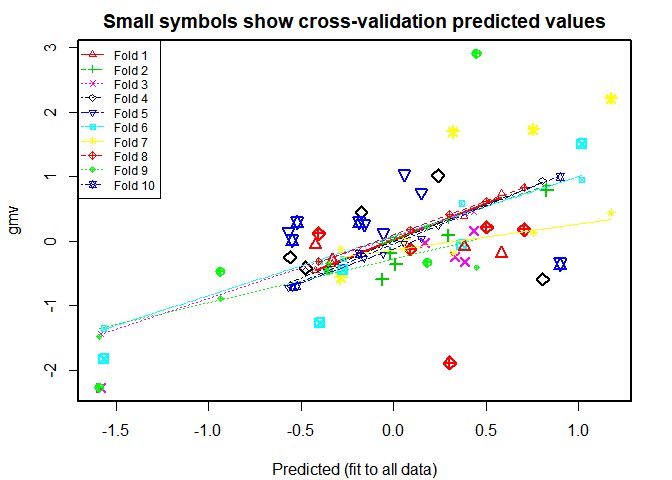 Small symbols show cross-validation predicted values
Fold 1
Fold 2
Fold 3
Fold 4
Fold 5
Fold 6
Fold 7
Fold 8
Fold 9
Fold 10
3
2
1
0
-1
-2
gmv
-1.5 -1.0 -0.5 0.0 0.5 1.0
Predicted (fit to all data)